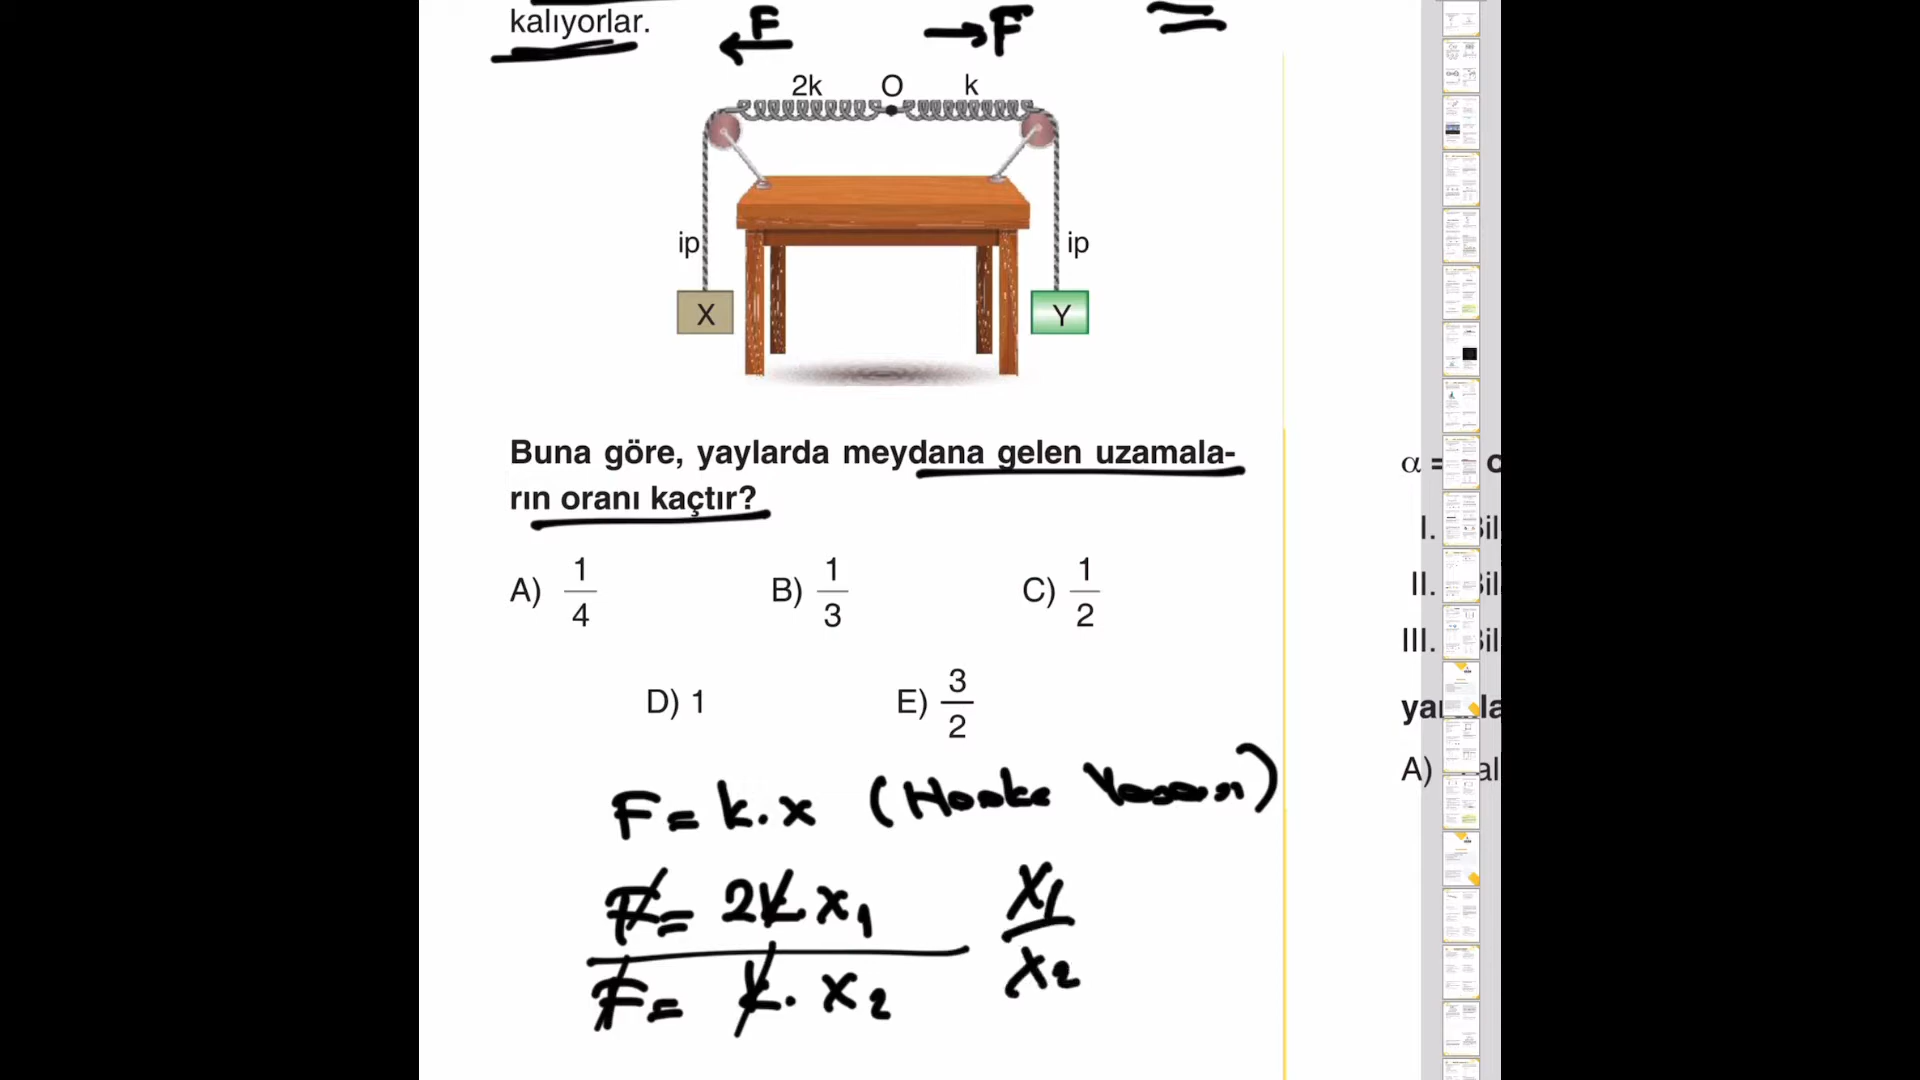 kalıyorlar.
F F
2k O k
ip ip
X Y
Buna göre, yaylarda meydana gelen uzamala-
rın oranı kaçtır?
A) 1/4 B) 1/3 C) 1/2
D) 1 E) 3/2
F = k.x (Hooke Yasası)
F = 2k x₁
F = k. x₂
x₁/x₂
α =
I.
II.
III.
A)